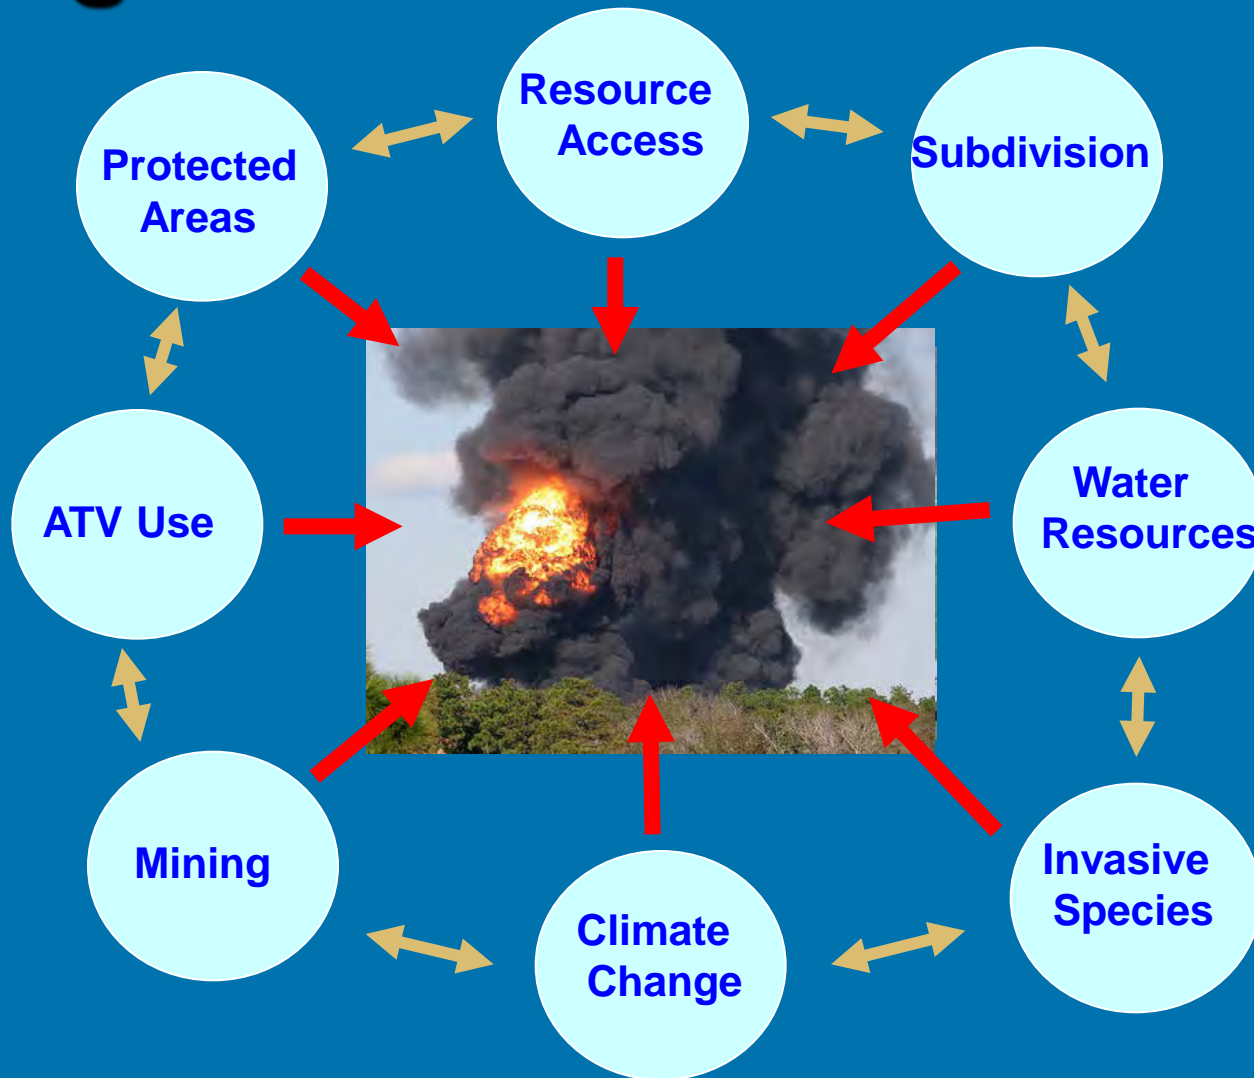 Resource
Access
Subdivision
Protected
Areas
Water
Resources
ATV Use
Invasive
Species
Mining
Climate
Change